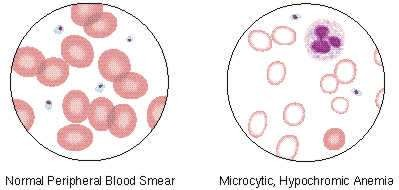 Normal Peripheral Blood Smear
Microcytic, Hypochromic Anemia